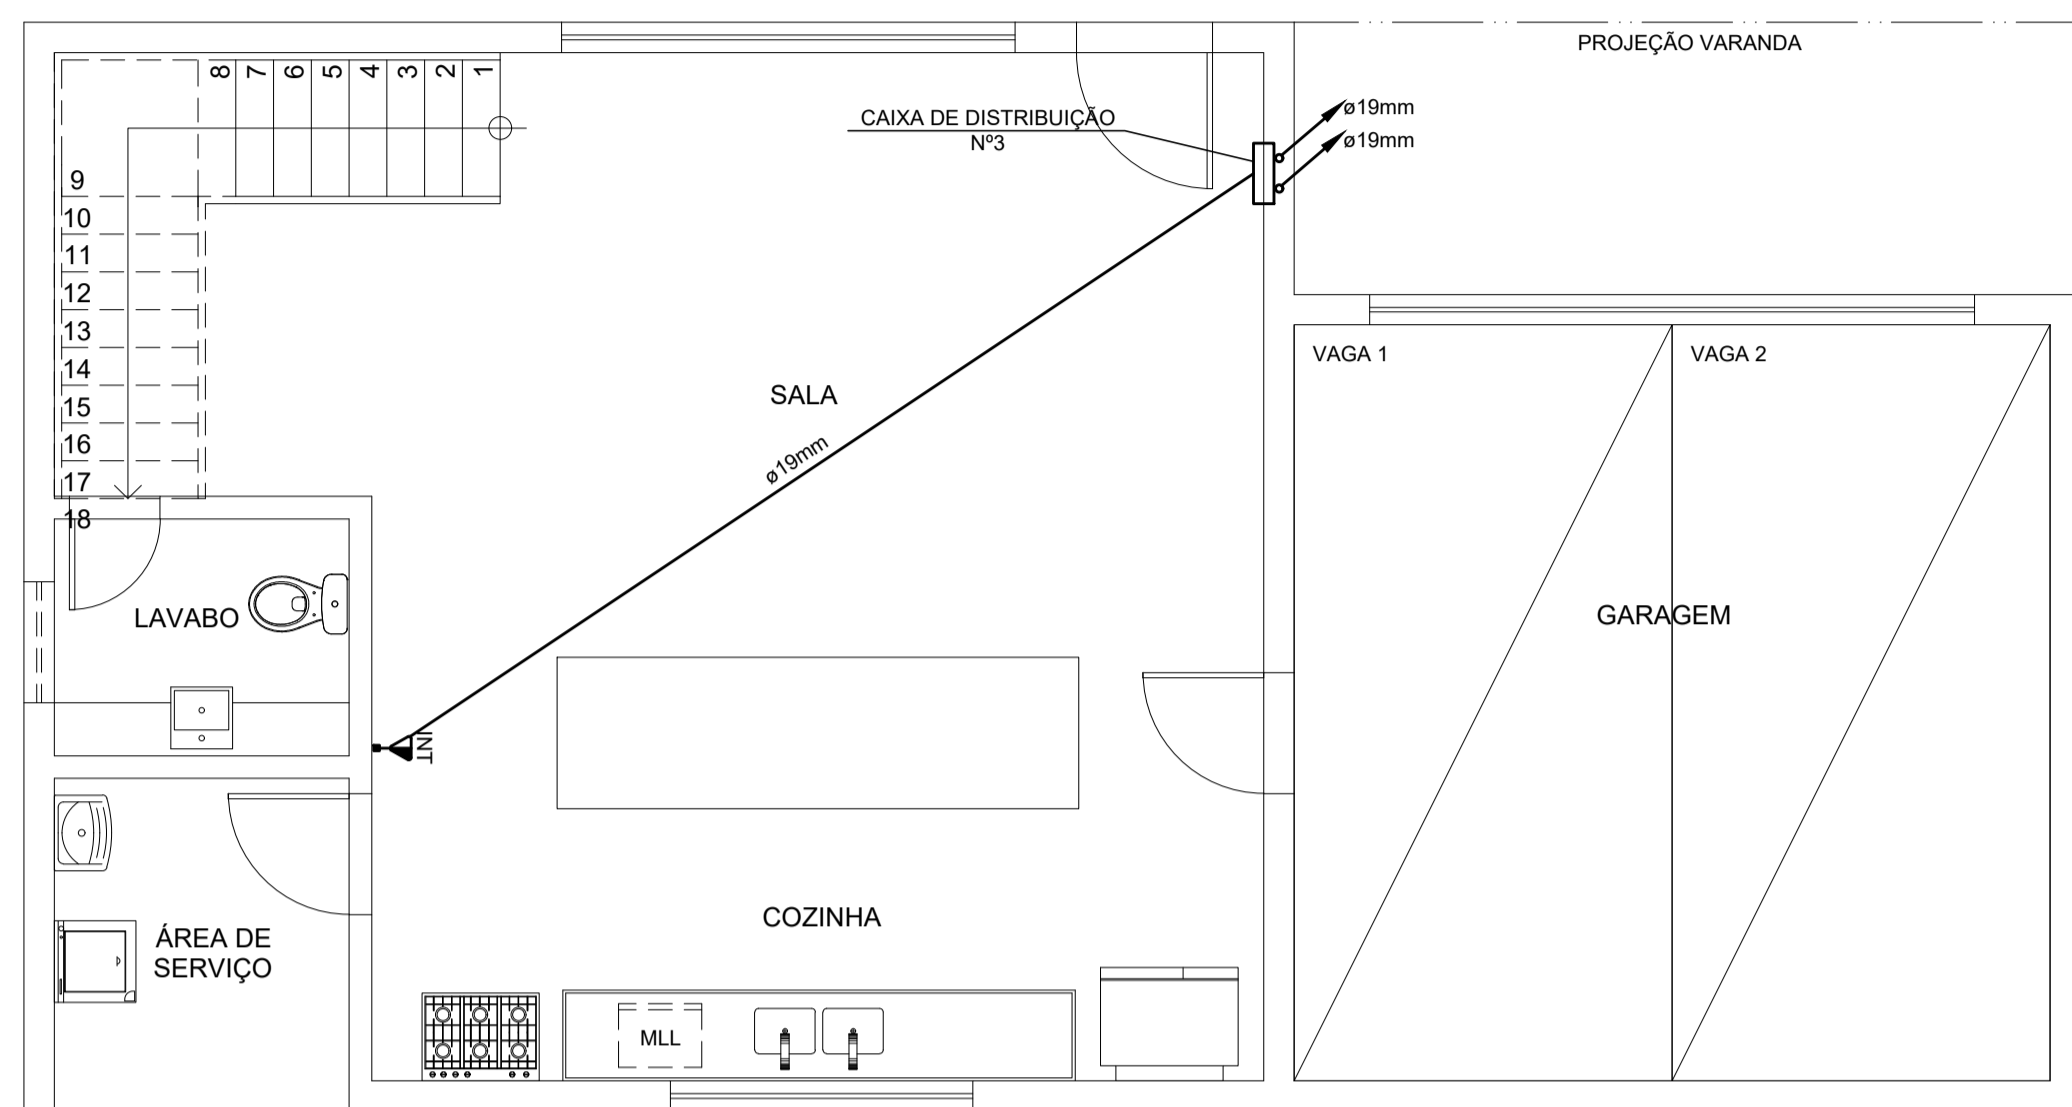 PROJEÇÃO VARANDA
8
7
6
5
4
3
2
1
CAIXA DE DISTRIBUIÇÃO
Nº3
ø19mm
ø19mm
9
10
11
12
13
14
15
16
17
18
VAGA 1
VAGA 2
SALA
ø19mm
LAVABO
GARAGEM
INT
COZINHA
ÁREA DE
SERVIÇO
MLL